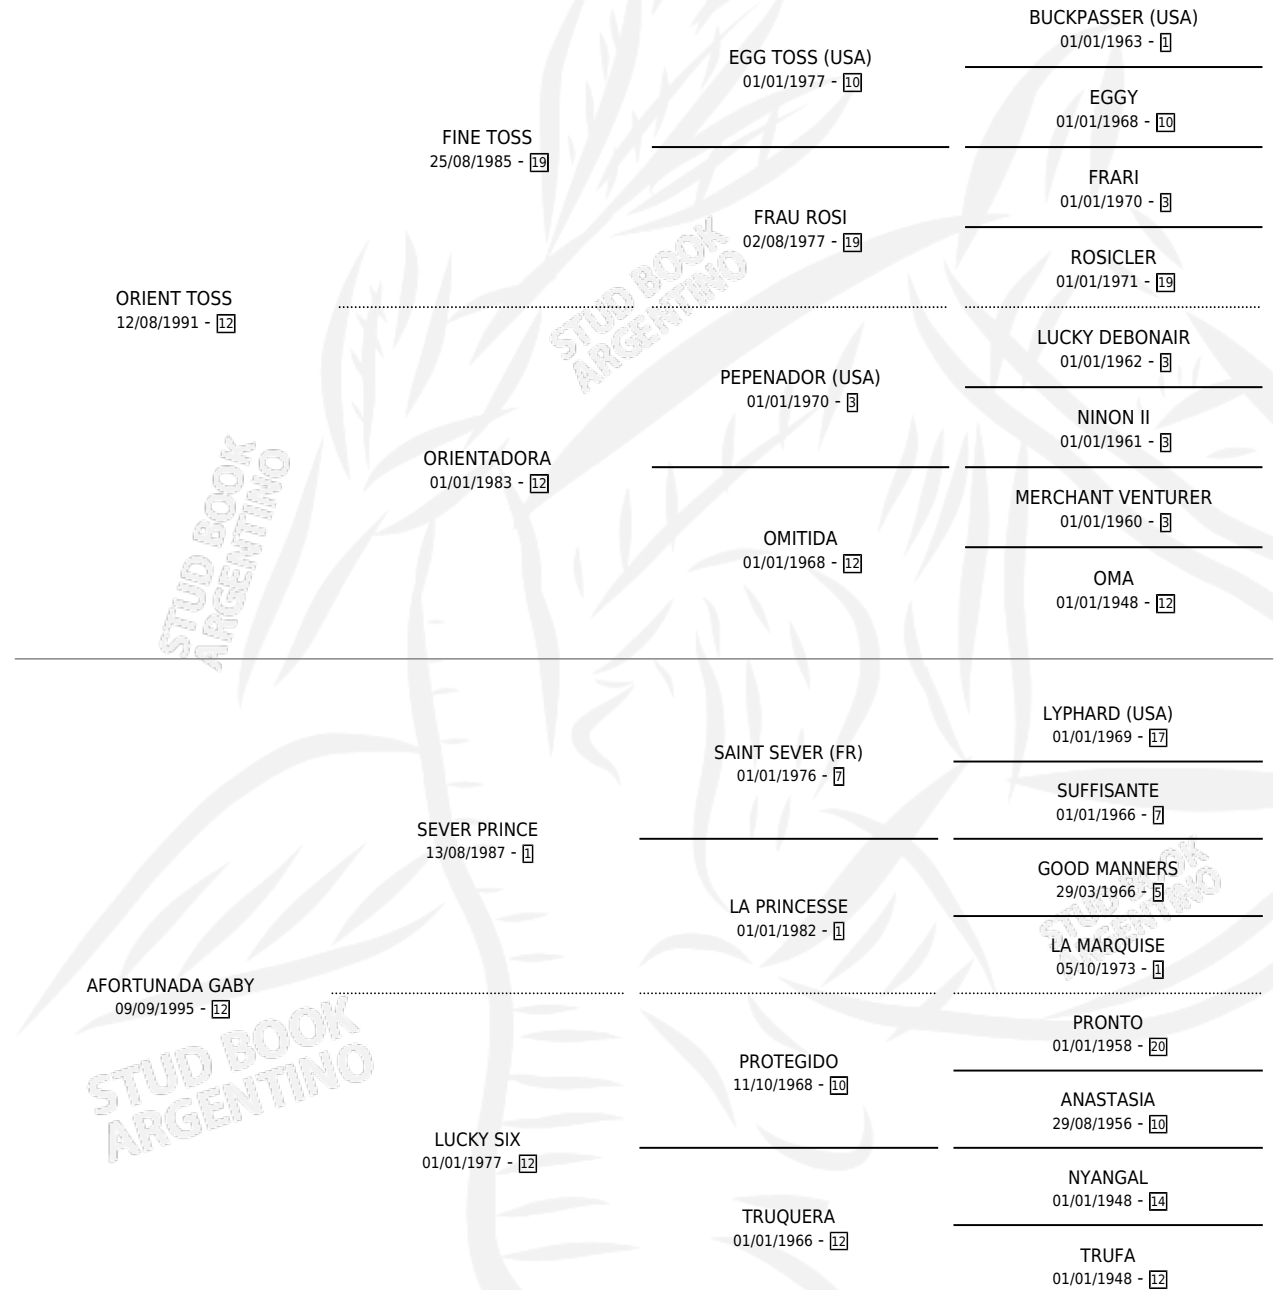 BUCKPASSER (USA)
01/01/1963 - 1
EGG TOSS (USA)
01/01/1977 - 10
EGGY
01/01/1968 - 10
FINE TOSS
25/08/1985 - 19
FRARI
01/01/1970 - 3
FRAU ROSI
02/08/1977 - 19
ROSICLER
01/01/1971 - 19
ORIENT TOSS
12/08/1991 - 12
LUCKY DEBONAIR
01/01/1962 - 3
PEPENADOR (USA)
01/01/1970 - 3
NINON II
01/01/1961 - 3
ORIENTADORA
01/01/1983 - 12
MERCHANT VENTURER
01/01/1960 - 3
OMITIDA
01/01/1968 - 12
OMA
01/01/1948 - 12
LYPHARD (USA)
01/01/1969 - 17
SAINT SEVER (FR)
01/01/1976 - 7
SUFFISANTE
01/01/1966 - 7
SEVER PRINCE
13/08/1987 - 1
GOOD MANNERS
29/03/1966 - 5
LA PRINCESSE
01/01/1982 - 1
LA MARQUISE
05/10/1973 - 1
AFORTUNADA GABY
09/09/1995 - 12
PRONTO
01/01/1958 - 20
PROTEGIDO
11/10/1968 - 10
ANASTASIA
29/08/1956 - 10
LUCKY SIX
01/01/1977 - 12
NYANGAL
01/01/1948 - 14
TRUQUERA
01/01/1966 - 12
TRUFA
01/01/1948 - 12
STUD BOOK
ARGENTINO
STUD BOOK
ARGENTINO
STUD BOOK
ARGENTINO
STUD BOOK
ARGENTINO